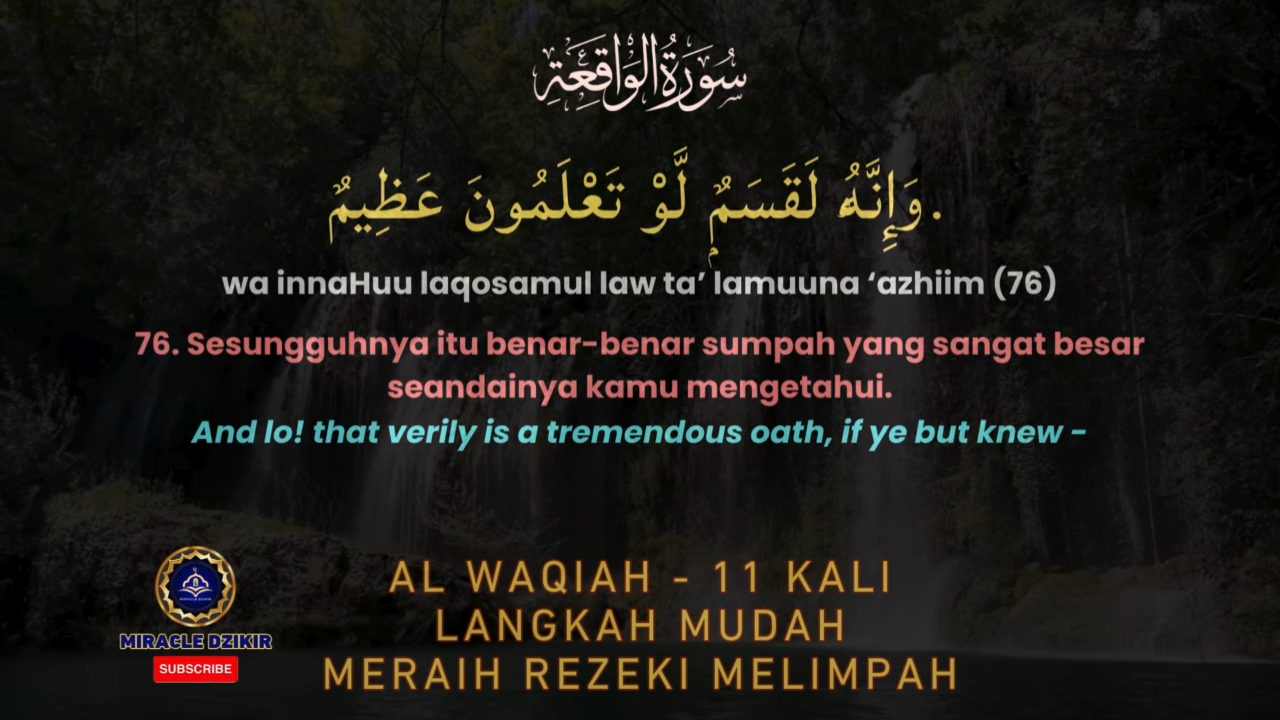 سُورَةُ الْوَاقِعَةِ
وَإِنَّهُ لَقَسَمٌۭ لَّوْ تَعْلَمُونَ عَظِيمٌ.
wa innaHuu laqosamul law ta’ lamuuna ‘azhiim (76)
76. Sesungguhnya itu benar-benar sumpah yang sangat besar
seandainya kamu mengetahui.
And lo! that verily is a tremendous oath, if ye but knew -
AL WAQIAH - 11 KALI
LANGKAH MUDAH
MERAIH REZEKI MELIMPAH
MIRACLE DZIKIR
MIRACLE DZIKIR
SUBSCRIBE